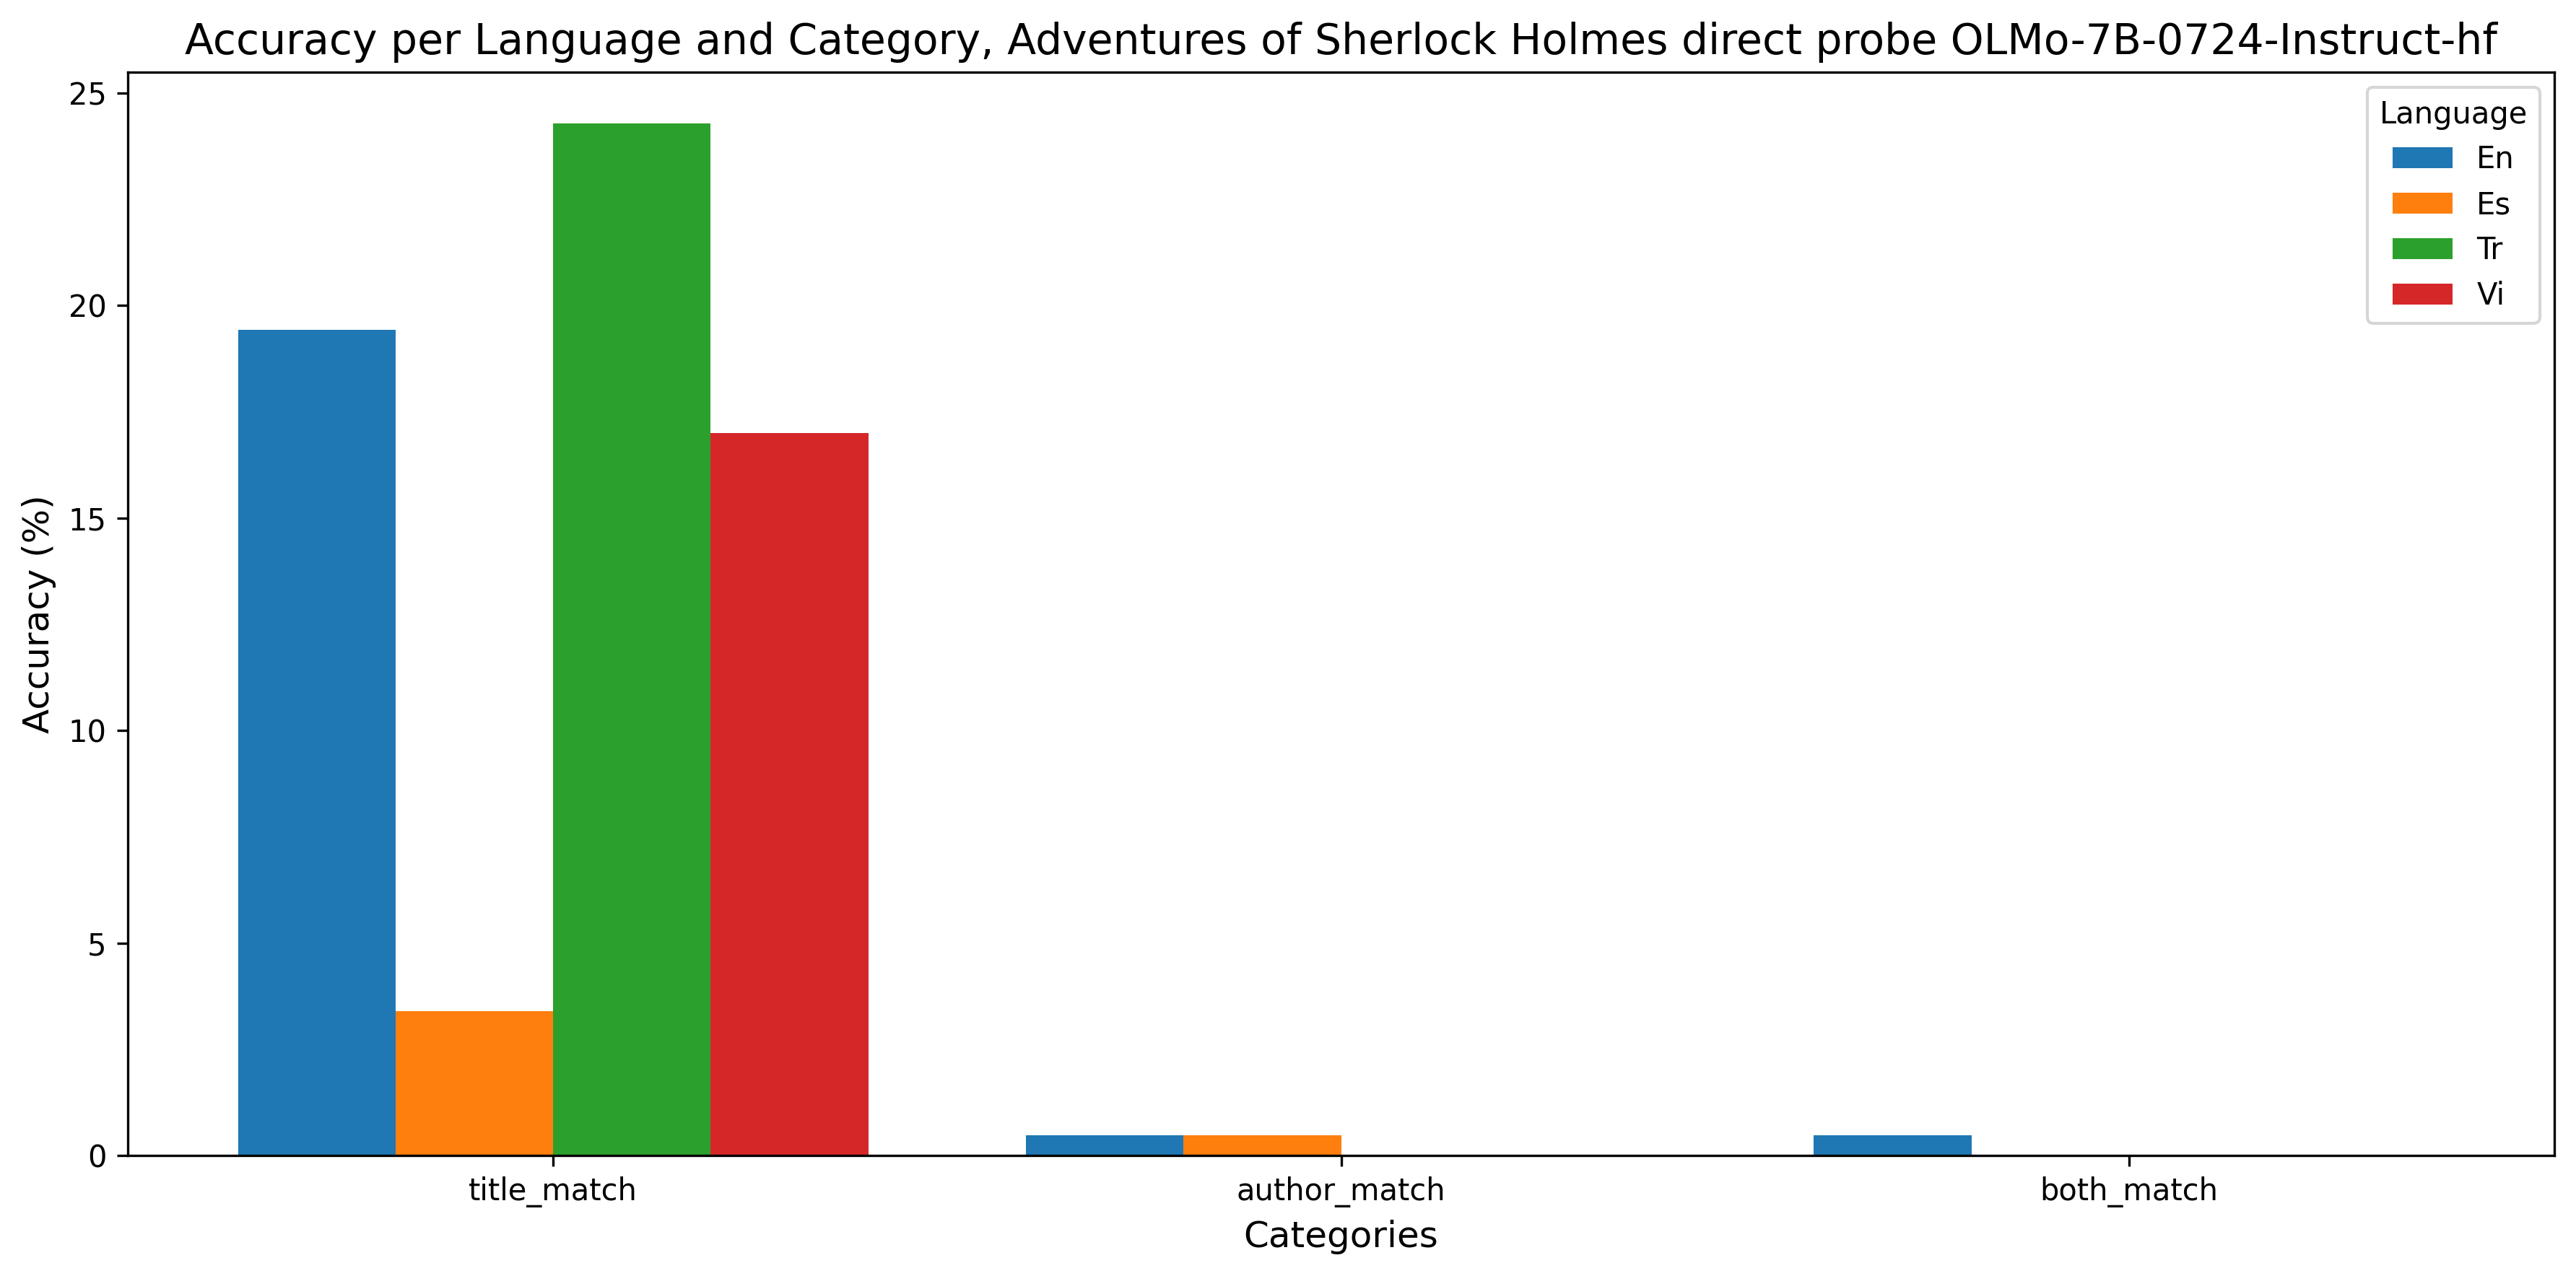 Accuracy per Language and Category, Adventures of Sherlock Holmes direct probe OLMo-7B-0724-Instruct-hf
Accuracy (%)
25
20
15
10
5
0
Language
En
Es
Tr
Vi
title_match
author_match
both_match
Categories